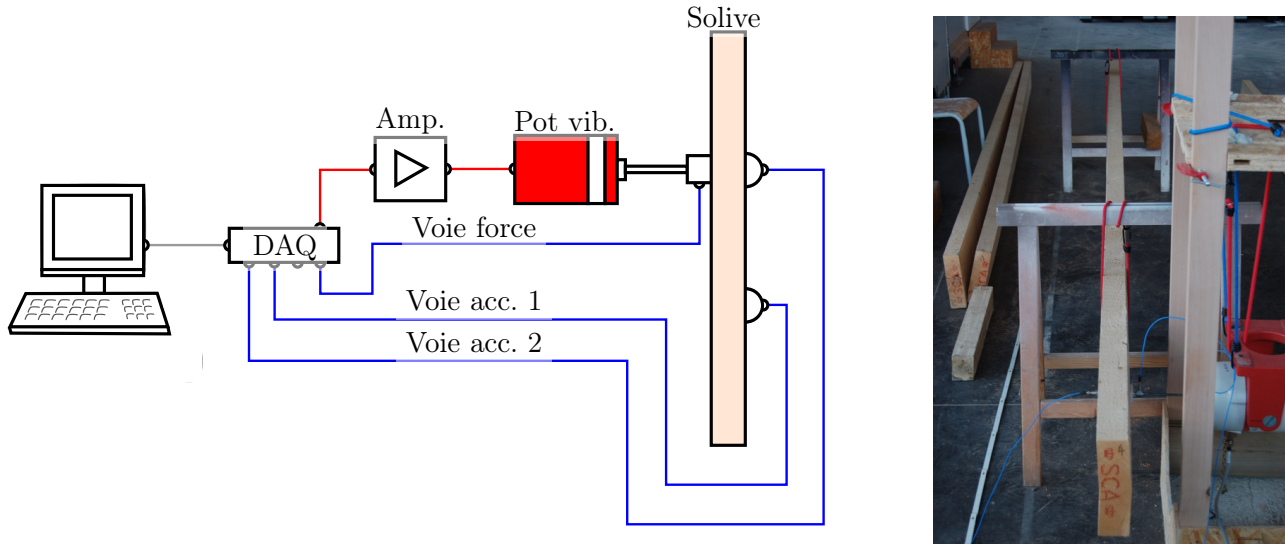 Solive
Amp.
Pot vib.
DAQ
Voie force
Voie acc. 1
Voie acc. 2
SCA